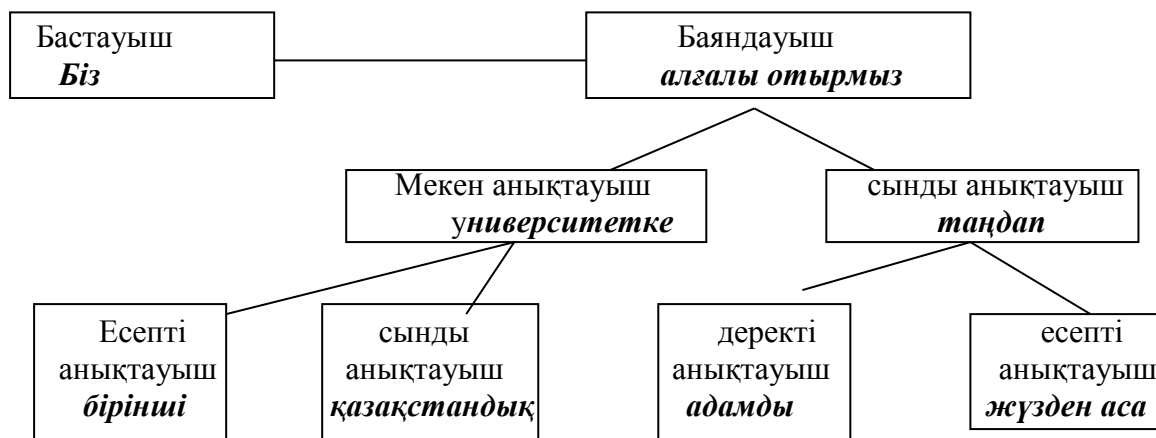 Бастауыш
Біз
Баяндауыш
алғалы отырмыз
Мекен анықтауыш
университетке
сынды анықтауыш
таңдап
Есепті
анықтауыш
бірінші
сынды
анықтауыш
қазақстандық
деректі
анықтауыш
адамды
есепті
анықтауыш
жүзден аса